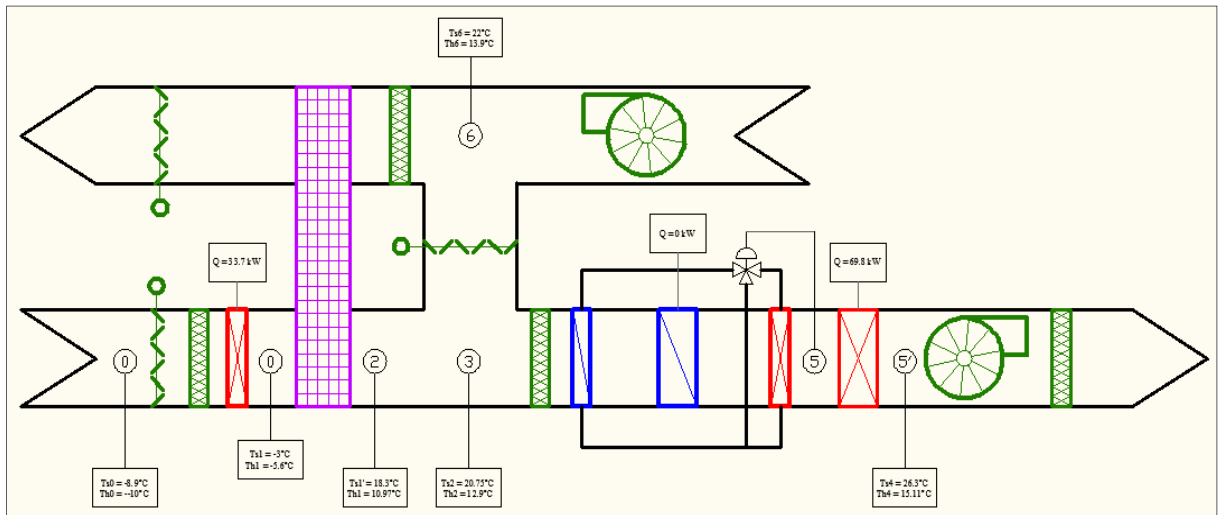 Ts6 = 22°C
Th6 = 13.9°C
6
Q = 33.7 kW
Q = 0 kW
Q = 69.8 kW
0
0
2
3
5
5'
Ts0 = -8.9°C
Th0 = --10°C
Ts1 = -3°C
Th1 = -5.6°C
Ts1' = 18.3°C
Th1 = 10.97°C
Ts2 = 20.75°C
Th2 = 12.9°C
Ts4 = 26.3°C
Th4 = 15.11°C